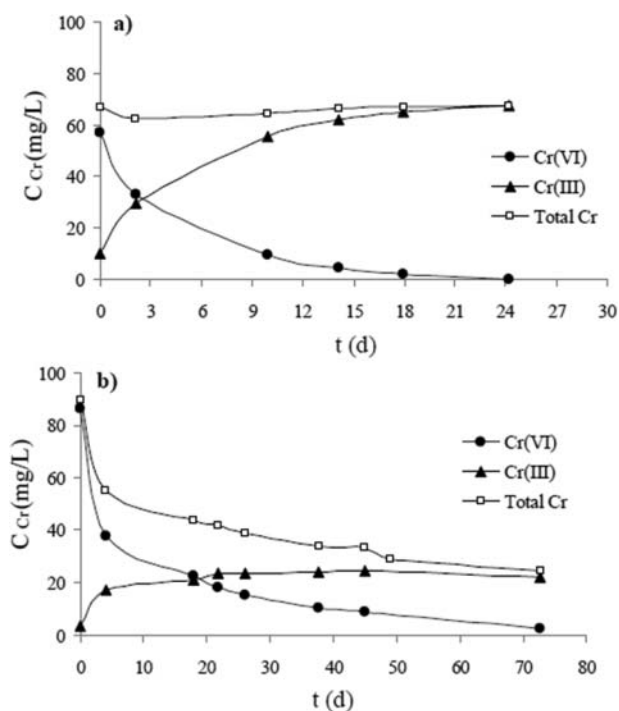 a)
100
80
60
40
20
0
C Cr(mg/L)
Cr(VI)
Cr(III)
Total Cr
0 3 6 9 12 15 18 21 24 27 30
t (d)
b)
100
80
60
40
20
0
C Cr(mg/L)
Cr(VI)
Cr(III)
Total Cr
0 10 20 30 40 50 60 70 80
t (d)